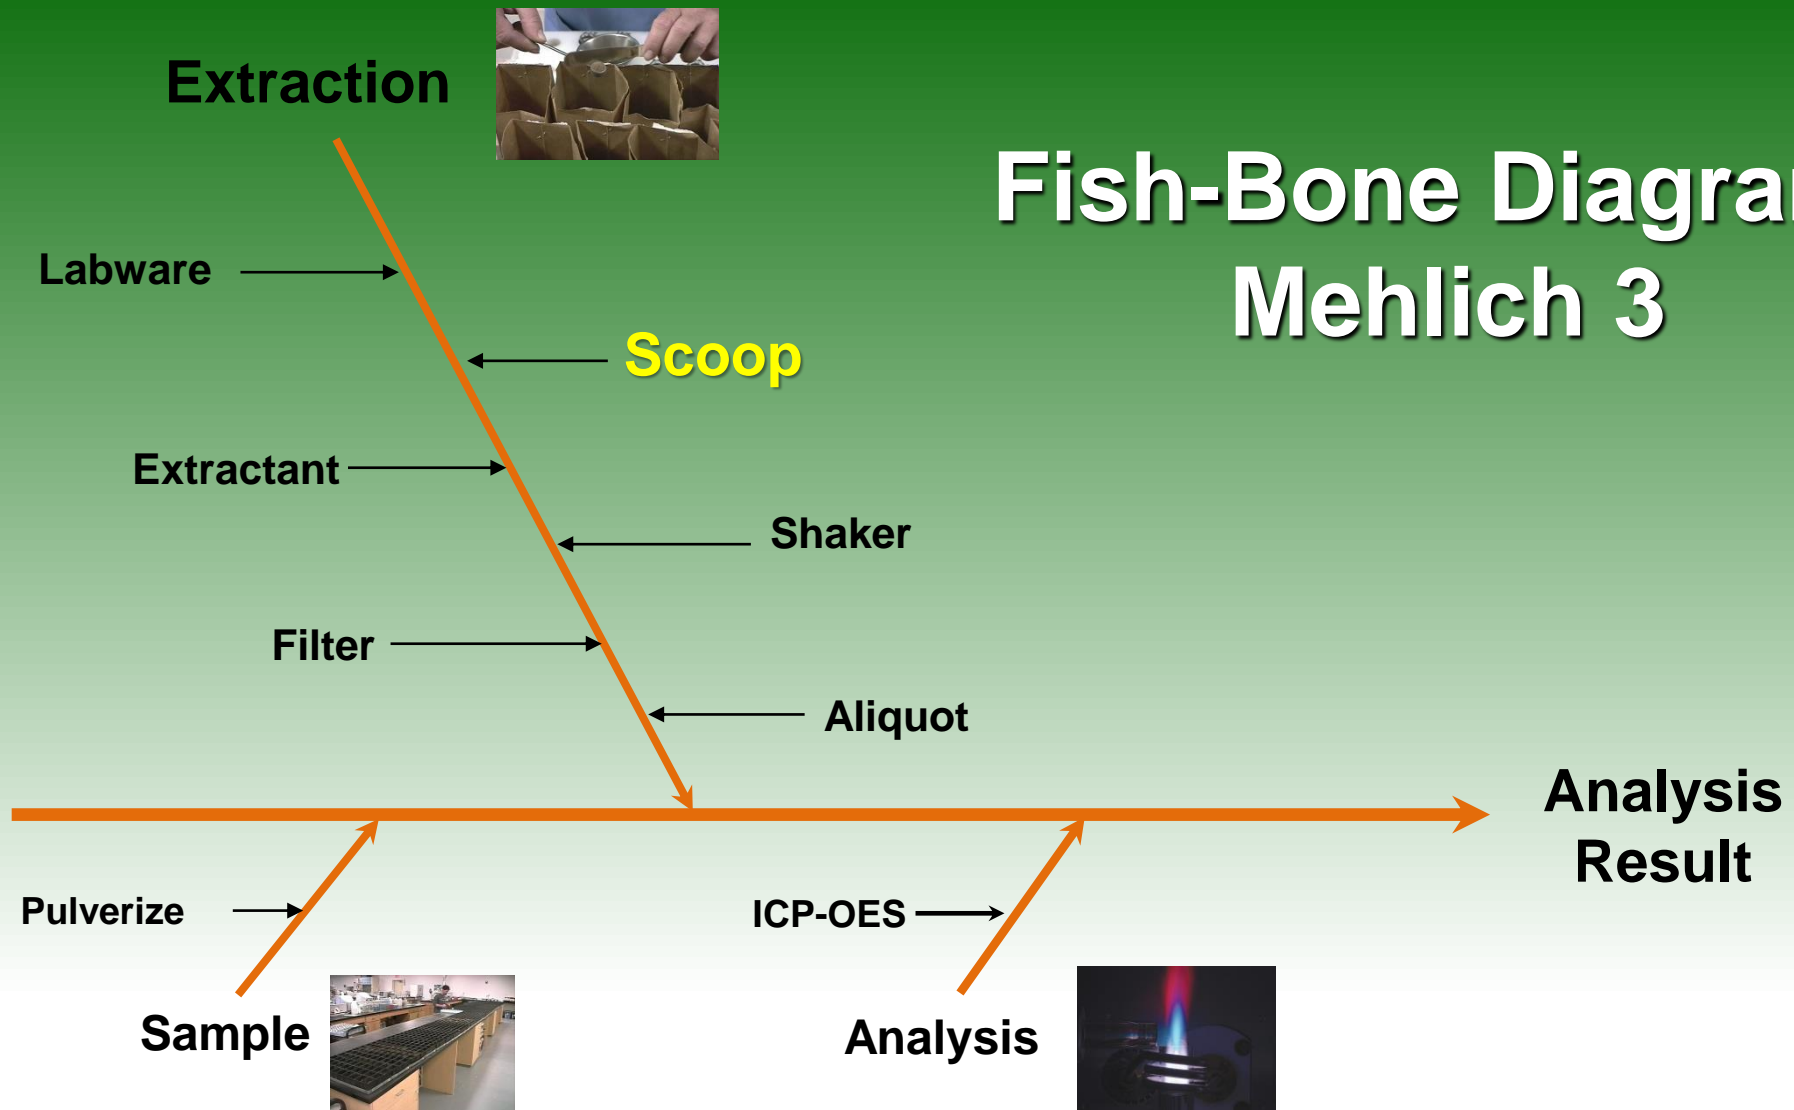 Extraction
Fish-Bone Diagra
Mehlich 3
Labware
Scoop
Extractant
Shaker
Filter
Aliquot
Analysis
Result
Pulverize
ICP-OES
Sample
Analysis